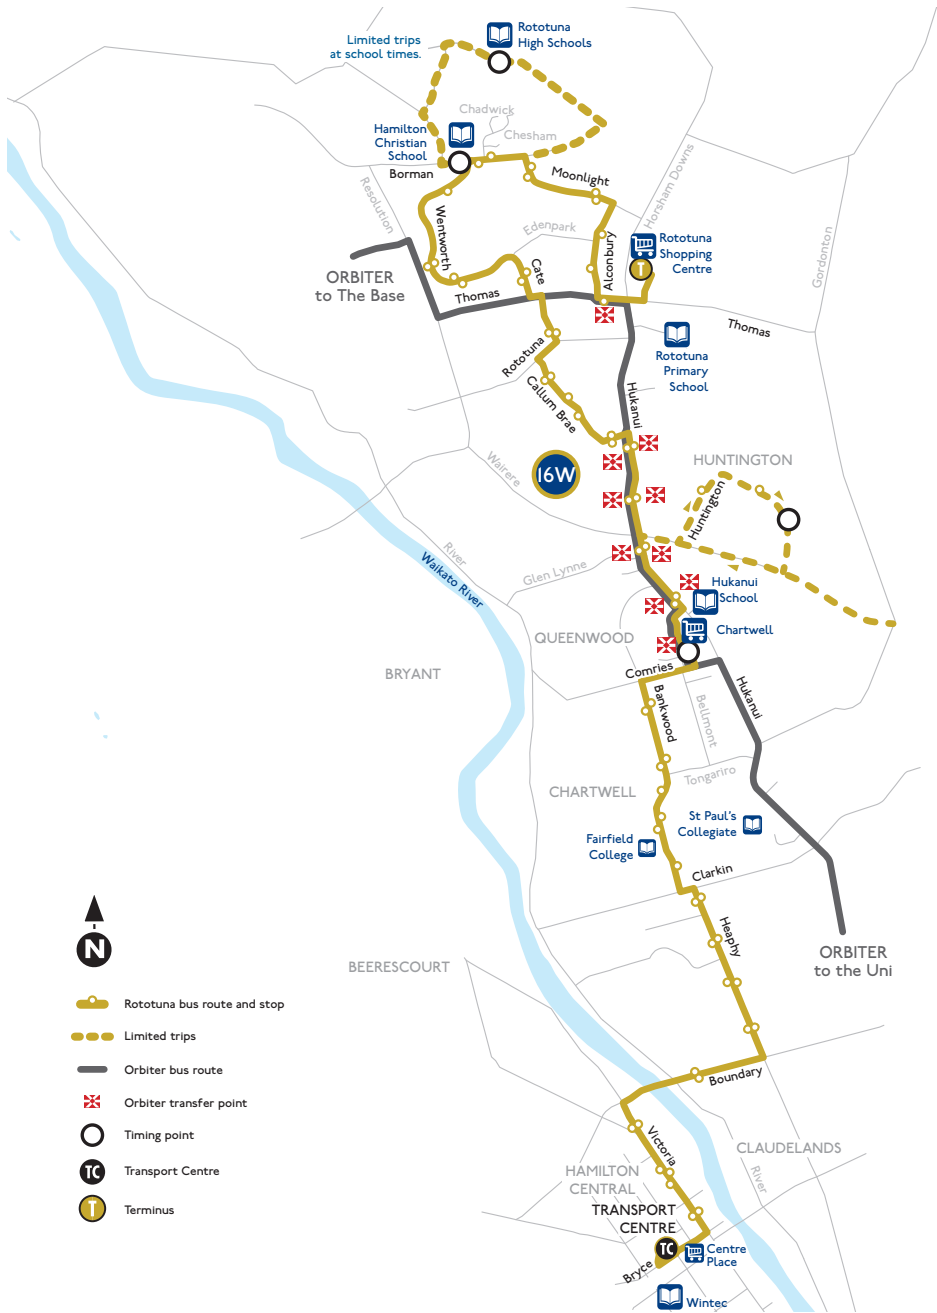 Rototuna
High Schools
Limited trips
at school times.
Chadwick
Chesham
Hamilton
Christian
School
Borman
Moonlight
Resolution
Horsham Downs
Wentworth
Edenpark
Alconbury
Rototuna
Shopping
Centre
T
Gordonton
ORBITER
to The Base
Cate
Thomas
Thomas
Rototuna
Rototuna
Primary
School
Callum Brae
Hukanui
Wairere
16W
HUNTINGTON
Huntington
River
Waikato River
Glen Lynne
Hukanui
School
Chartwell
QUEENWOOD
BRYANT
Comries
Bankwood
Bellmont
Hukanui
Tongariro
CHARTWELL
St Paul's
Collegiate
Fairfield
College
Clarkin
Heaphy
ORBITER
to the Uni
N
BEERESCOURT
Rototuna bus route and stop
Limited trips
Orbiter bus route
Orbiter transfer point
Timing point
TC
Transport Centre
T
Terminus
Boundary
Victoria
CLAUDELANDS
River
HAMILTON
CENTRAL
TRANSPORT
CENTRE
TC
Centre
Place
Bryce
Wintec